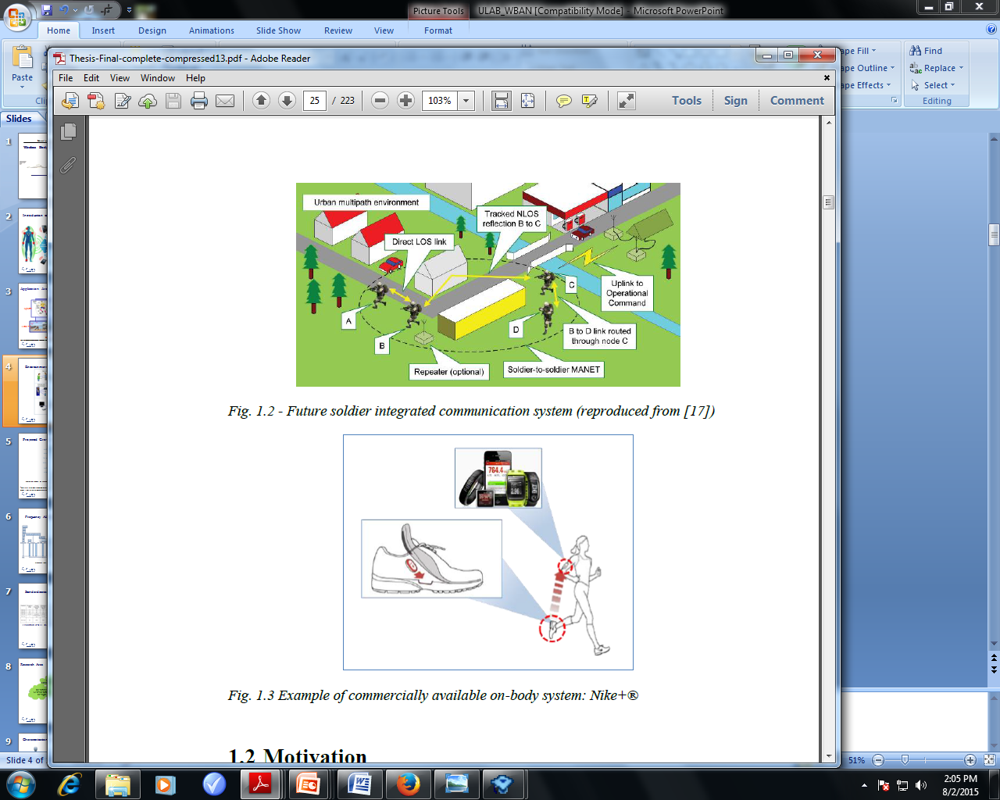 Picture Tools
ULAB_WBAN [Compatibility Mode] - Microsoft PowerPoint
Home Insert Design Animations Slide Show Review View Format
Paste
ape Fill
ape Outline
ape Effects
Find
Replace
Select
Editing
Slides
Thesis-Final-complete-compressed13.pdf - Adobe Reader
File Edit View Window Help
25 / 223
103%
Tools Sign Comment
Urban multipath environment
Tracked NLOS
reflection B to C
Direct LOS link
Uplink to
Operational
Command
A
B
C
D
B to D link routed
through node C
Repeater (optional)
Soldier-to-soldier MANET
Fig. 1.2 - Future soldier integrated communication system (reproduced from [17])
764.4
2.96
Fig. 1.3 Example of commercially available on-body system: Nike+®
1.2 Motivation
1
2
3
4
5
6
7
8
9
Slide 4 of
51%
2:05 PM
8/2/2015